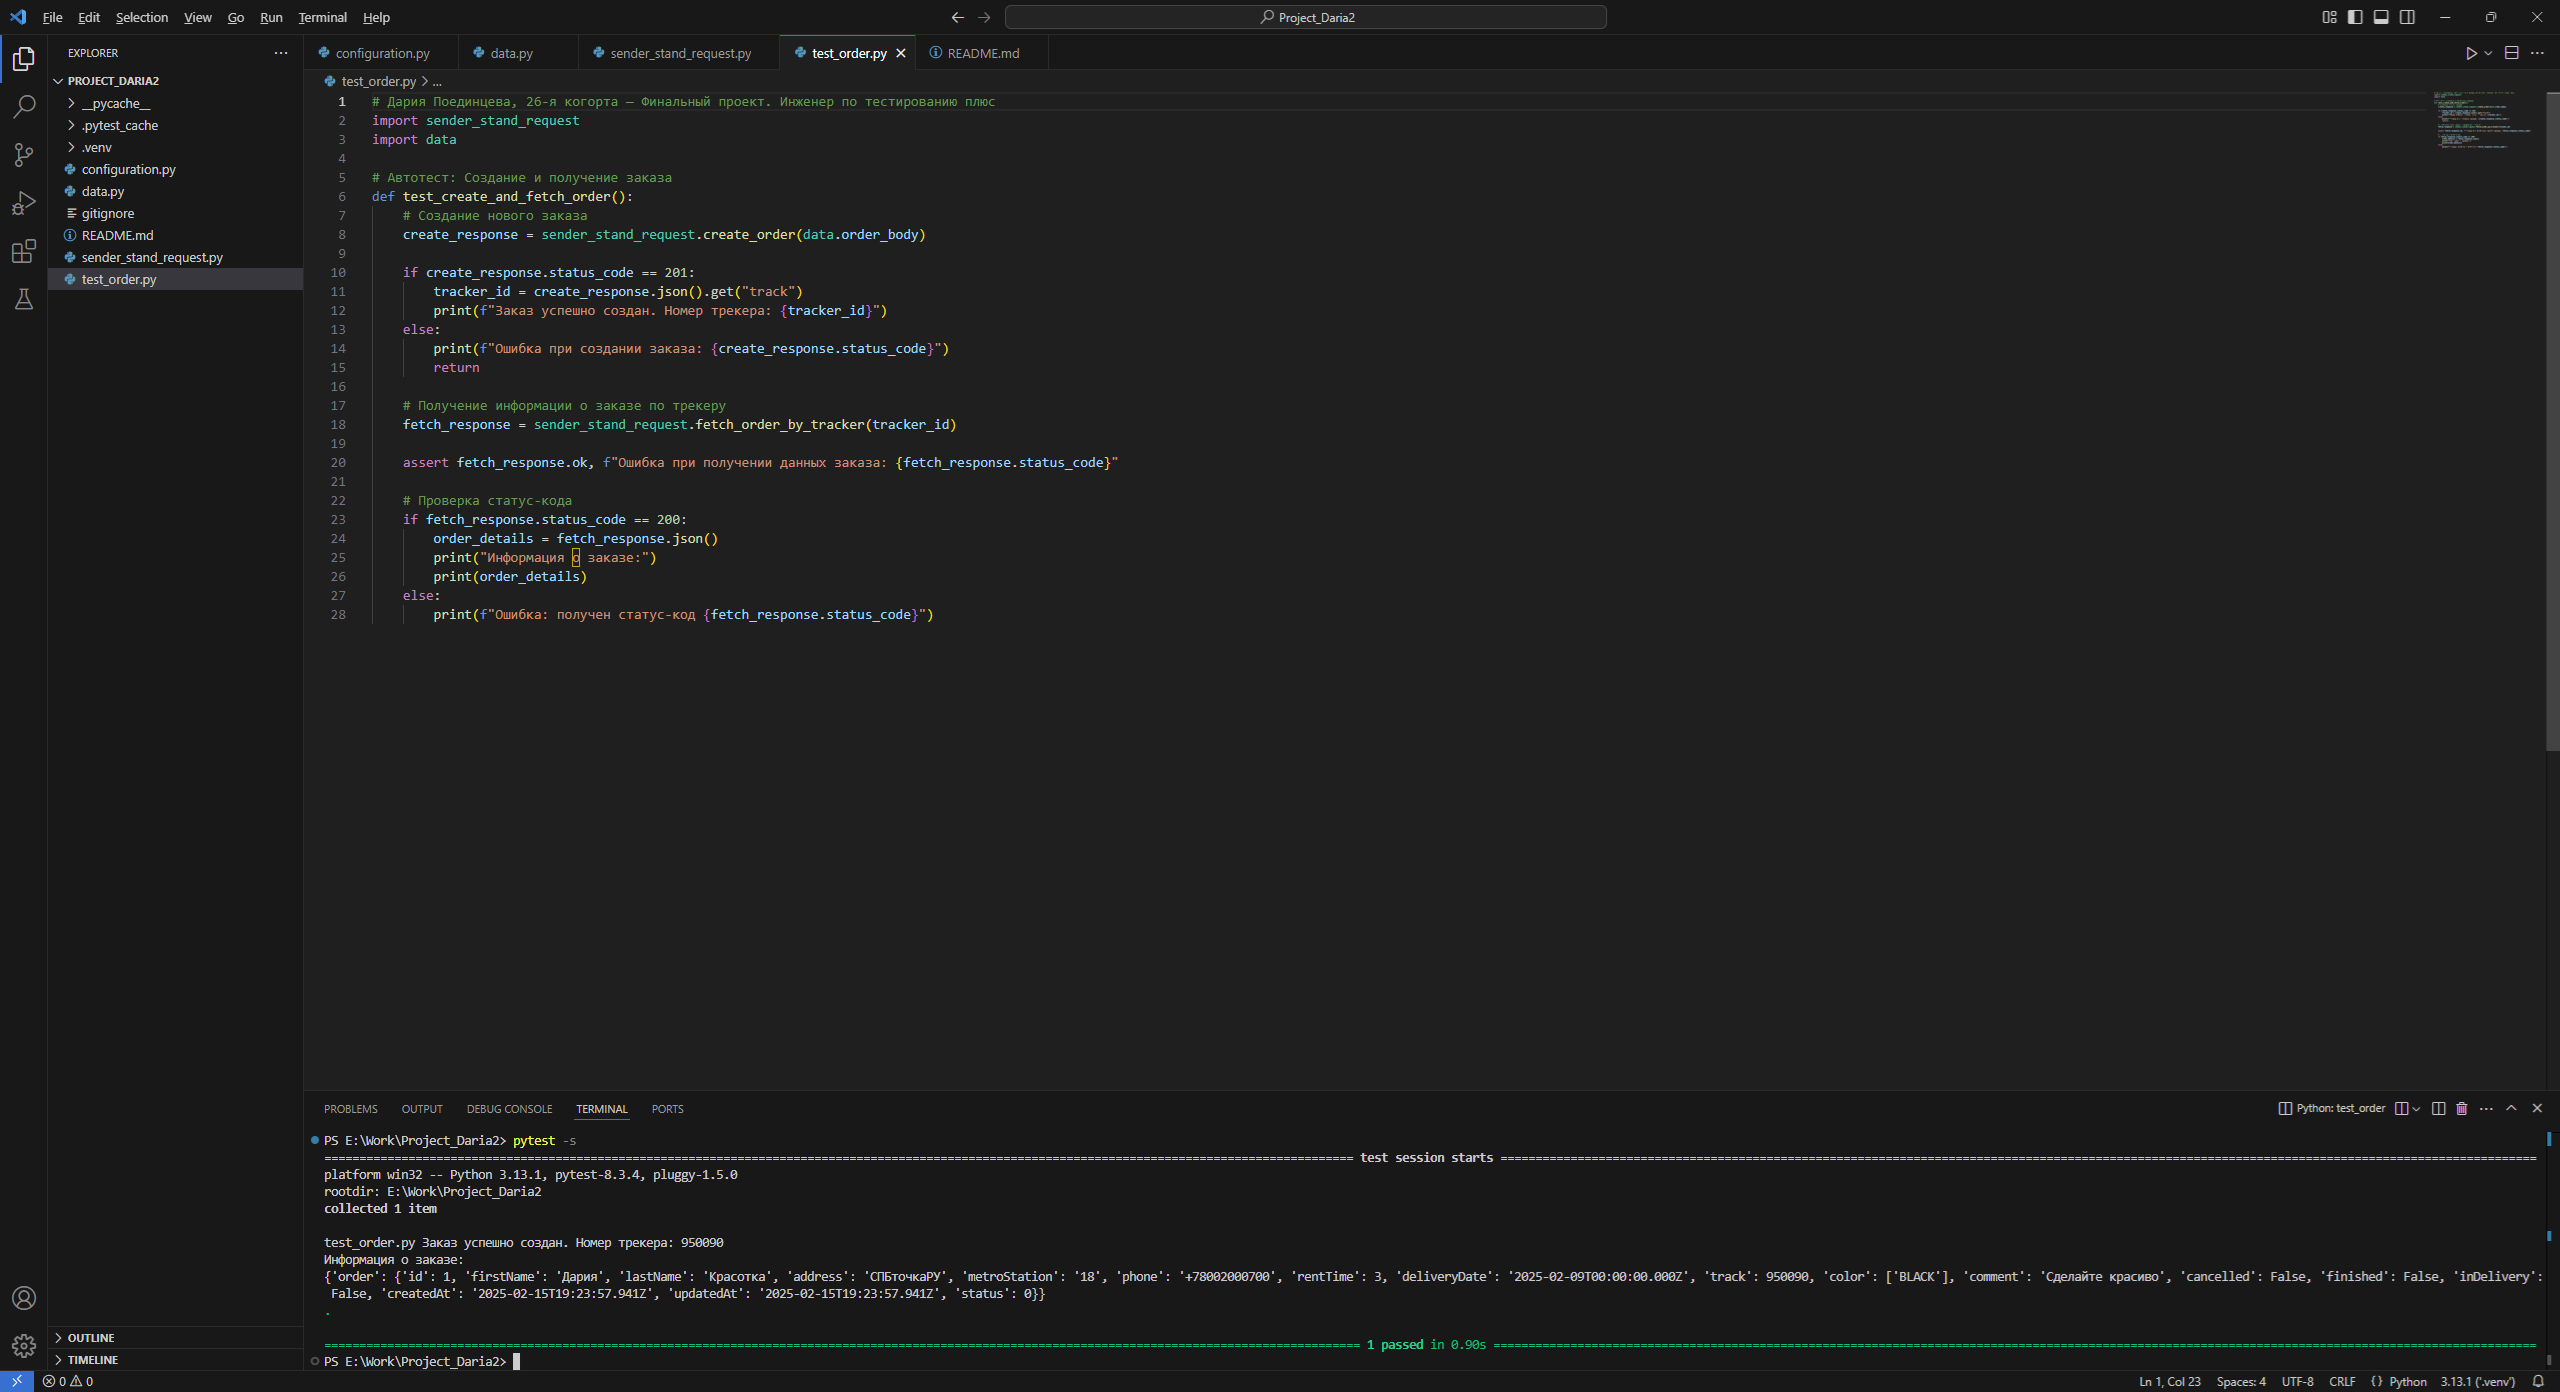 File Edit Selection View Go Run Terminal Help
Project_Daria2
EXPLORER
PROJECT_DARIA2
__pycache__
.pytest_cache
.venv
configuration.py
data.py
gitignore
README.md
sender_stand_request.py
test_order.py
OUTLINE
TIMELINE
configuration.py data.py sender_stand_request.py test_order.py README.md
test_order.py > ...
1 # Дария Поединцева, 26-я когорта — Финальный проект. Инженер по тестированию плюс
2 import sender_stand_request
3 import data
4
5 # Автотест: Создание и получение заказа
6 def test_create_and_fetch_order():
7 # Создание нового заказа
8 create_response = sender_stand_request.create_order(data.order_body)
9
10 if create_response.status_code == 201:
11 tracker_id = create_response.json().get("track")
12 print(f"Заказ успешно создан. Номер трекера: {tracker_id}")
13 else:
14 print(f"Ошибка при создании заказа: {create_response.status_code}")
15 return
16
17 # Получение информации о заказе по трекеру
18 fetch_response = sender_stand_request.fetch_order_by_tracker(tracker_id)
19
20 assert fetch_response.ok, f"Ошибка при получении данных заказа: {fetch_response.status_code}"
21
22 # Проверка статус-кода
23 if fetch_response.status_code == 200:
24 order_details = fetch_response.json()
25 print("Информация о заказе:")
26 print(order_details)
27 else:
28 print(f"Ошибка: получен статус-код {fetch_response.status_code}")
PROBLEMS OUTPUT DEBUG CONSOLE TERMINAL PORTS
Python: test_order
PS E:\Work\Project_Daria2> pytest -s
test session starts
platform win32 -- Python 3.13.1, pytest-8.3.4, pluggy-1.5.0
rootdir: E:\Work\Project_Daria2
collected 1 item
test_order.py Заказ успешно создан. Номер трекера: 950090
Информация о заказе:
{'order': {'id': 1, 'firstName': 'Дария', 'lastName': 'Красотка', 'address': 'СПБточкаРУ', 'metroStation': '18', 'phone': '+78002000700', 'rentTime': 3, 'deliveryDate': '2025-02-09T00:00:00.000Z', 'track': 950090, 'color': ['BLACK'], 'comment': 'Сделайте красиво', 'cancelled': False, 'finished': False, 'inDelivery':
False, 'createdAt': '2025-02-15T19:23:57.941Z', 'updatedAt': '2025-02-15T19:23:57.941Z', 'status': 0}}
.
1 passed in 0.90s
PS E:\Work\Project_Daria2>
0 0
Ln 1, Col 23 Spaces: 4 UTF-8 CRLF {} Python 3.13.1 ('.venv')